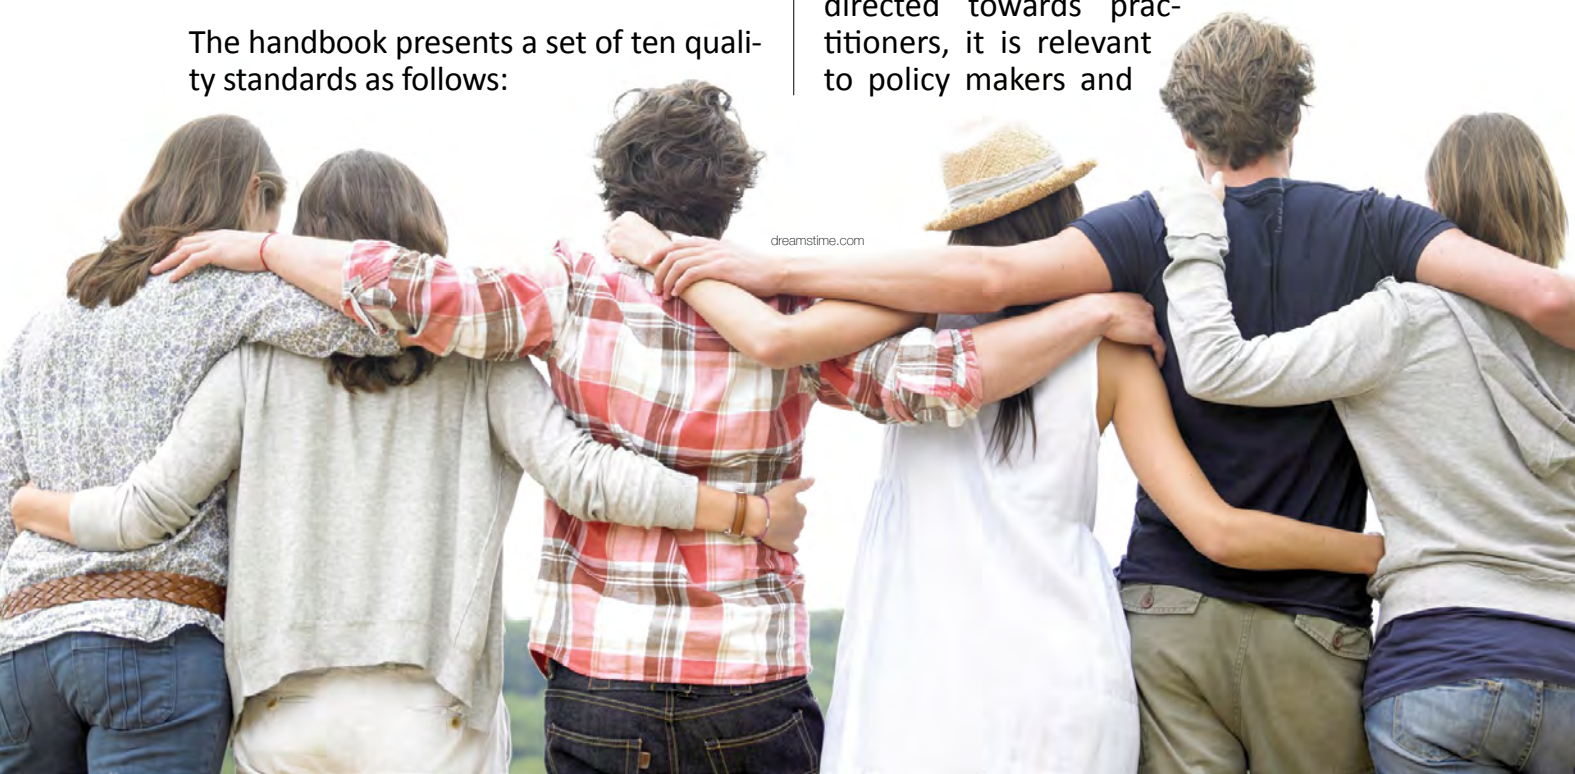 The handbook presents a set of ten quali-
ty standards as follows:
directed towards prac-
titioners, it is relevant
to policy makers and
dreamstime.com